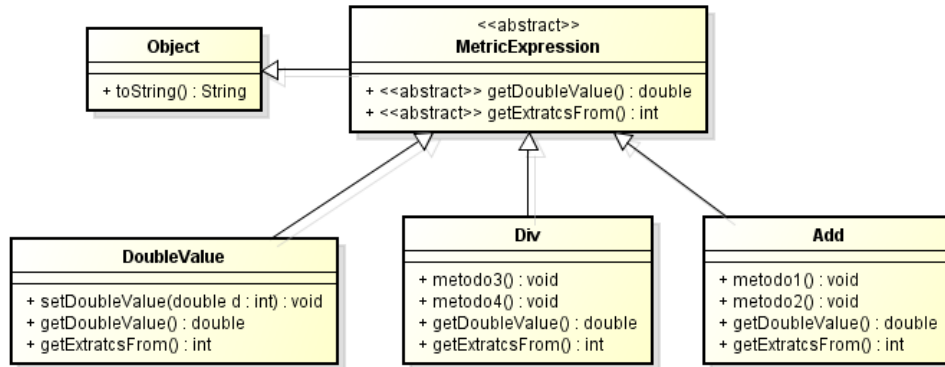 <<abstract>>
MetricExpression
+ <<abstract>> getDoubleValue() : double
+ <<abstract>> getExtratcsFrom() : int
Object
+ toString() : String
DoubleValue
+ setDoubleValue(double d : int) : void
+ getDoubleValue() : double
+ getExtratcsFrom() : int
Div
+ metodo3() : void
+ metodo4() : void
+ getDoubleValue() : double
+ getExtratcsFrom() : int
Add
+ metodo1() : void
+ metodo2() : void
+ getDoubleValue() : double
+ getExtratcsFrom() : int